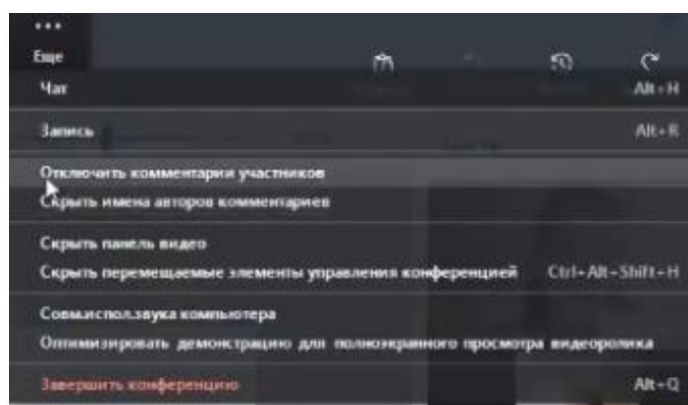 Еще
Чат Alt+H
Запись Alt+R
Отключить комментарии участников
Скрыть имена авторов комментариев
Скрыть панель видео
Скрыть перемещаемые элементы управления конференцией Ctrl+Alt+Shift+H
Совм.испол.звука компьютера
Оптимизировать демонстрацию для полноэкранного просмотра видеоролика
Завершить конференцию Alt+Q